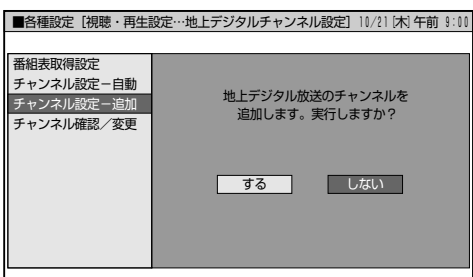 ■各種設定［視聴・再生設定…地上デジタルチャンネル設定］10/21［木］午前 9:00
番組表取得設定
チャンネル設定－自動
チャンネル設定－追加
チャンネル確認／変更
地上デジタル放送のチャンネルを
追加します。実行しますか？
する　しない